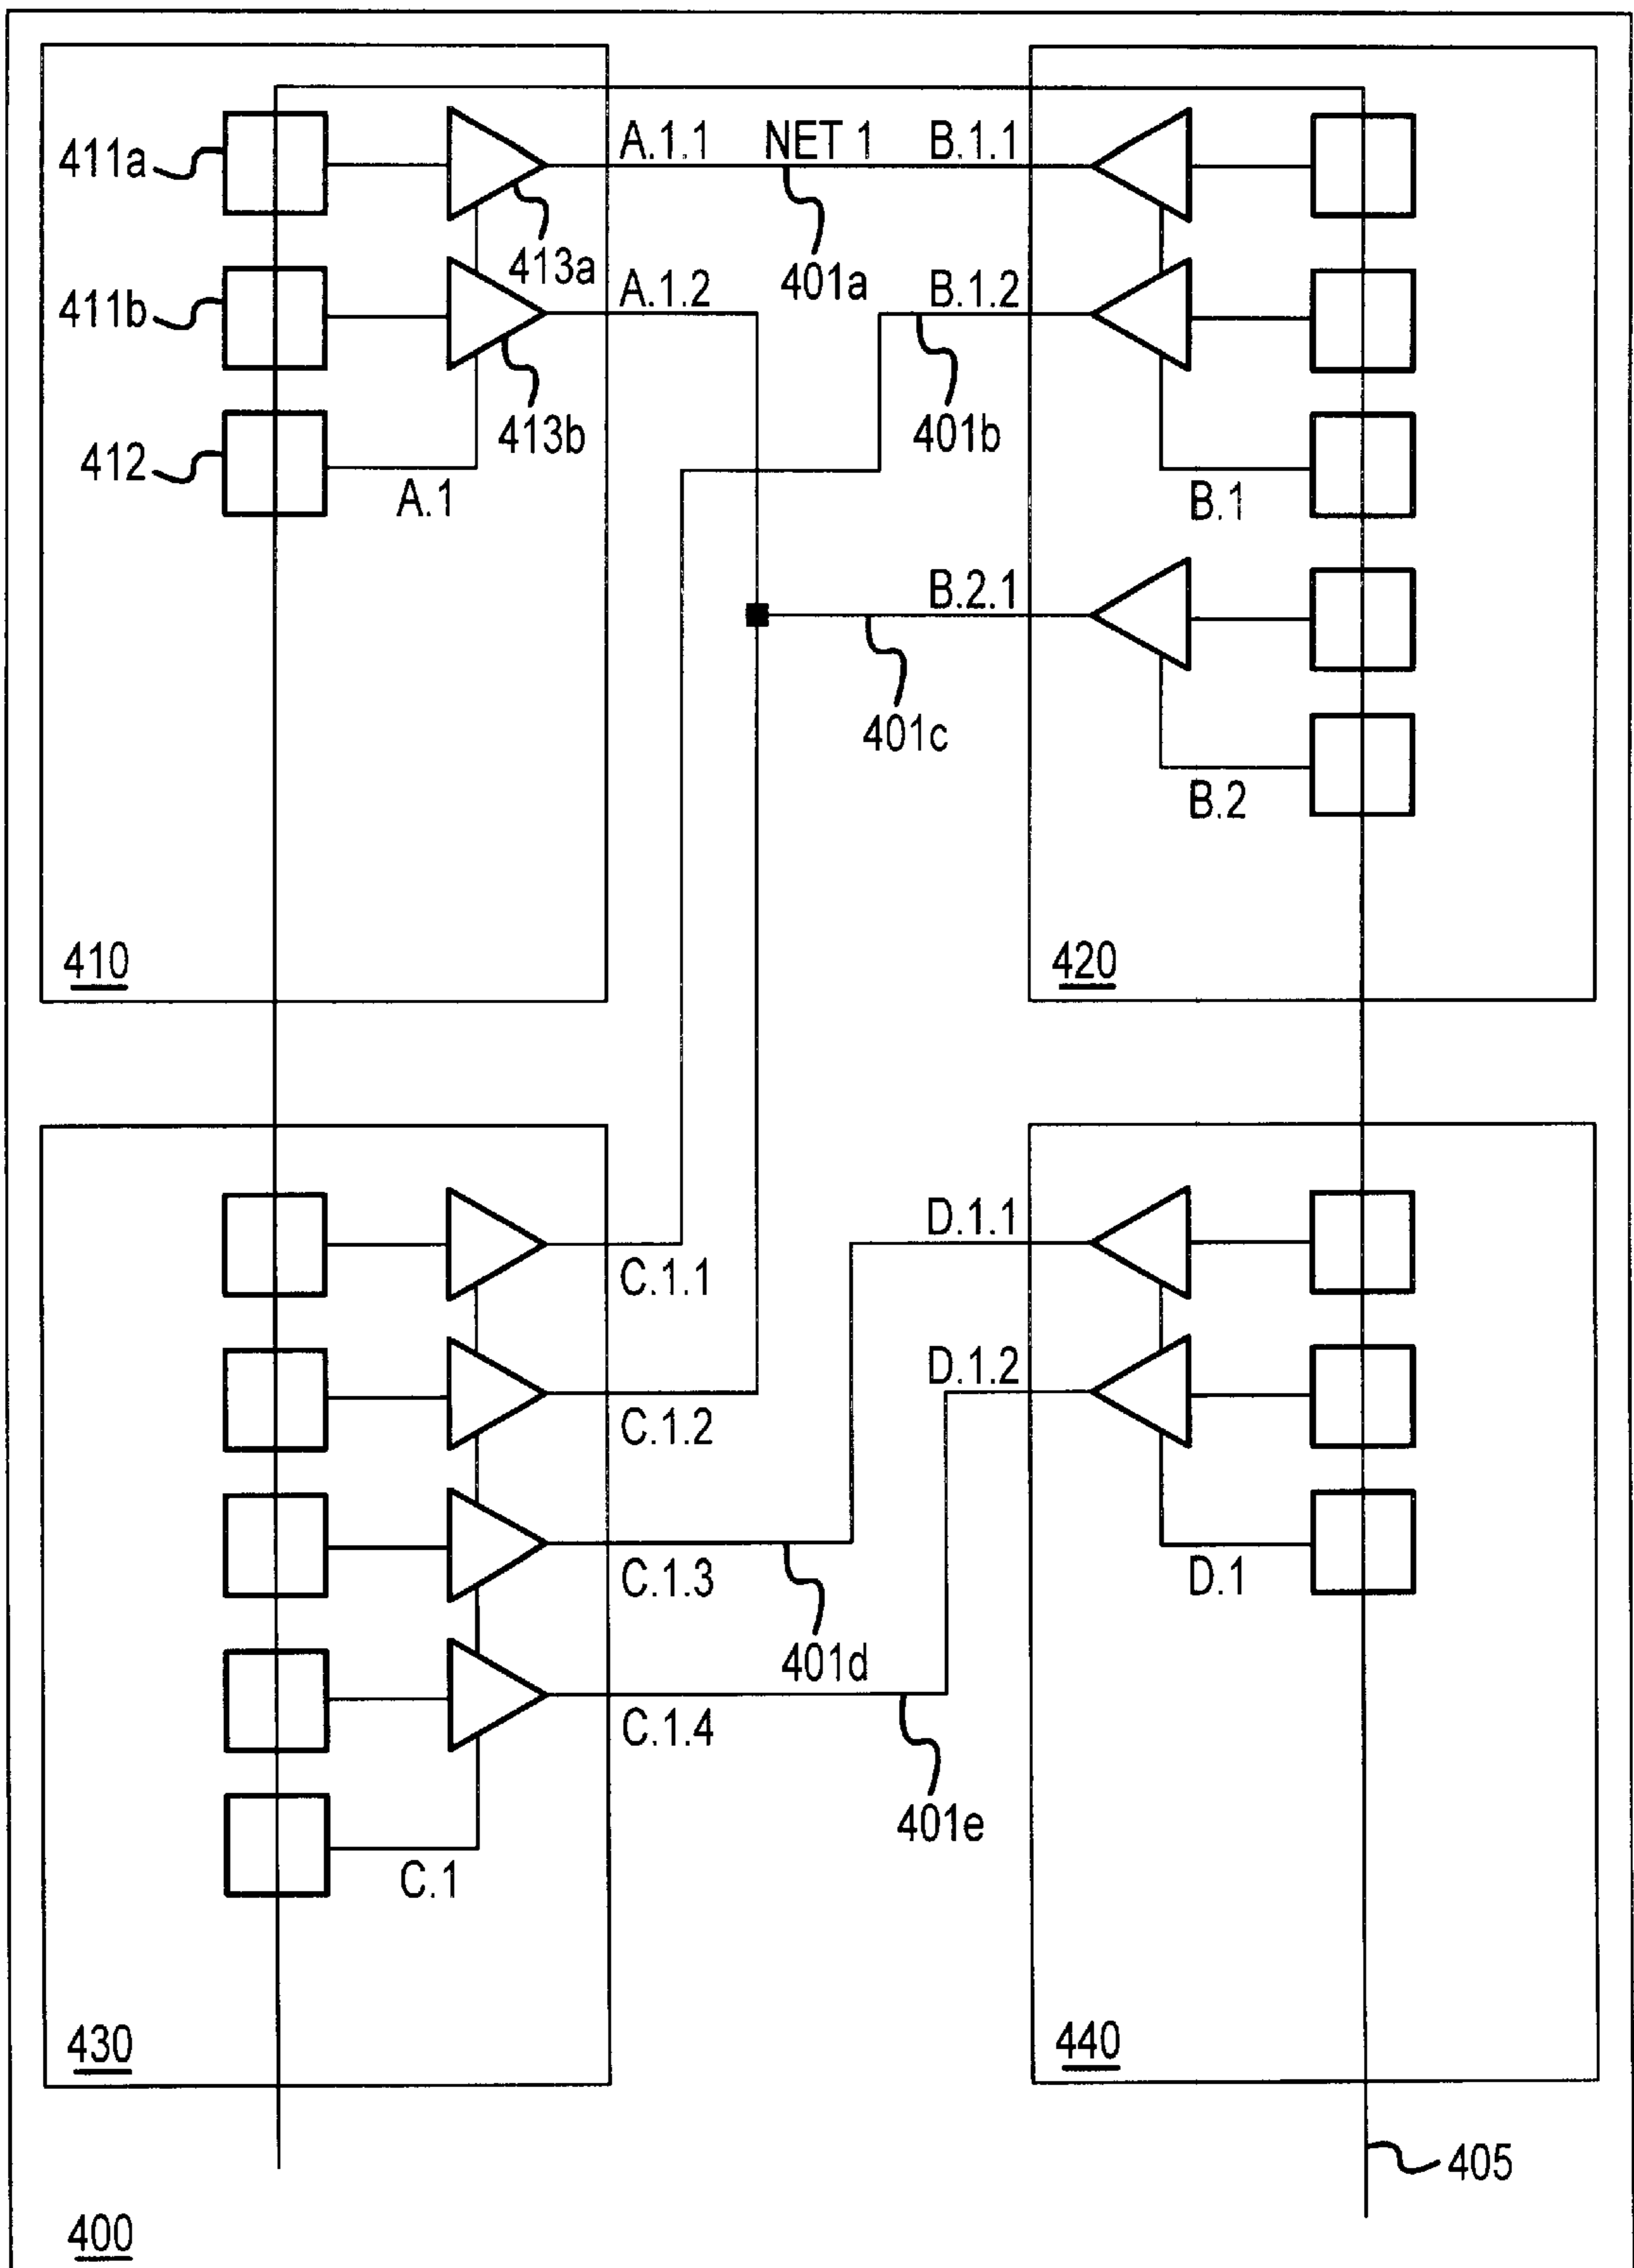 A.1.1 NET 1 B.1.1
411a
413a 401a
A.1.2 B.1.2
411b
413b 401b
412
A.1 B.1
B.2.1
401c
B.2
410 420
D.1.1
C.1.1
D.1.2
C.1.2
C.1.3 D.1
401d
C.1.4
401e
C.1
430 440
405
400